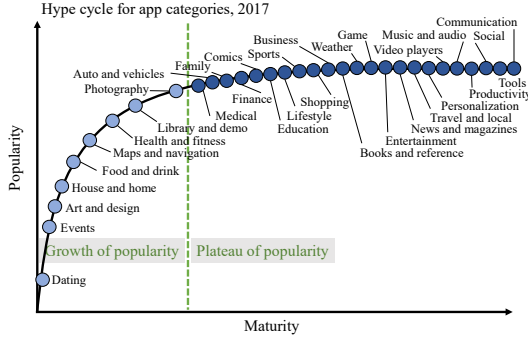 Hype cycle for app categories, 2017
Communication
Social
Music and audio
Video players
Game
Weather
Business
Sports
Comics
Family
Auto and vehicles
Photography
Tools
Productivity
Personalization
Travel and local
News and magazines
Entertainment
Books and reference
Shopping
Lifestyle
Education
Finance
Medical
Library and demo
Health and fitness
Maps and navigation
Food and drink
House and home
Art and design
Events
Growth of popularity
Plateau of popularity
Dating
Popularity
Maturity